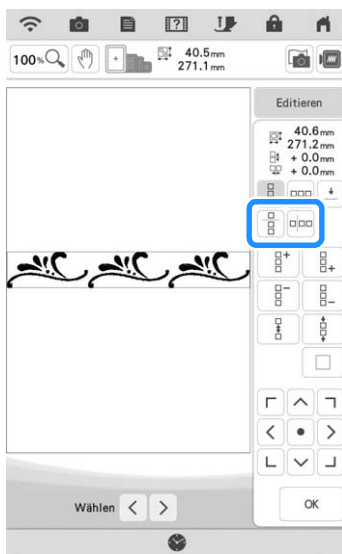 100%
40.5mm
271.1mm
Editieren
40.6mm
271.2mm
+ 0.0mm
+ 0.0mm
Wählen
OK